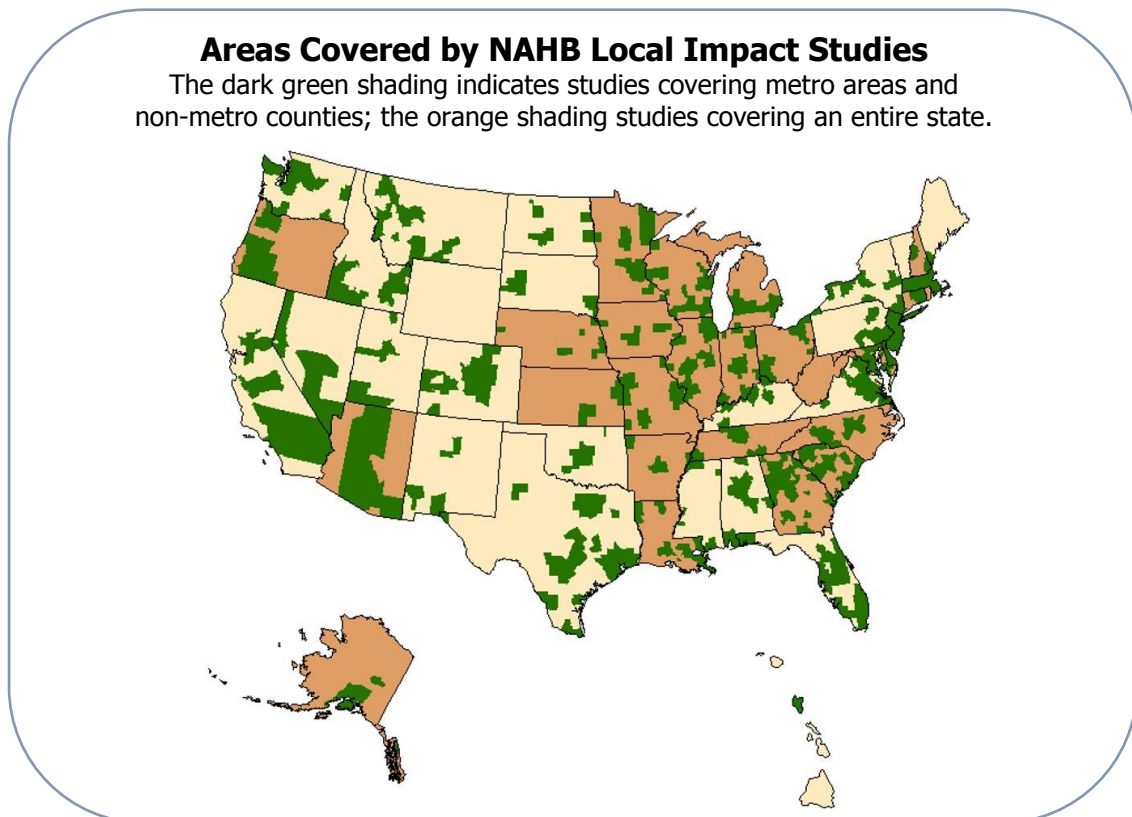 Areas Covered by NAHB Local Impact Studies
The dark green shading indicates studies covering metro areas and
non-metro counties; the orange shading studies covering an entire state.